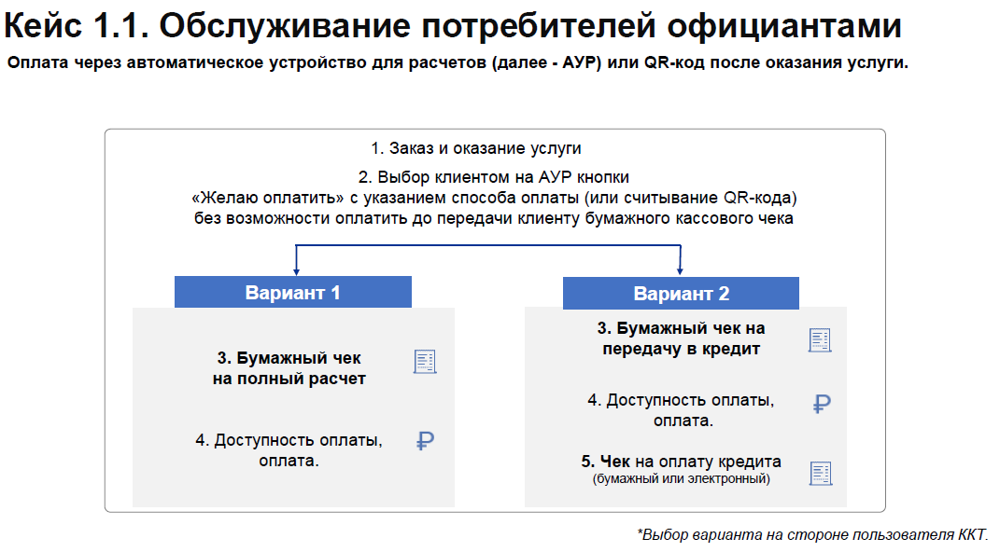 Кейс 1.1. Обслуживание потребителей официантами
Оплата через автоматическое устройство для расчетов (далее - АУР) или QR-код после оказания услуги.
1. Заказ и оказание услуги
2. Выбор клиентом на АУР кнопки
«Желаю оплатить» с указанием способа оплаты (или считывание QR-кода)
без возможности оплатить до передачи клиенту бумажного кассового чека
Вариант 1
3. Бумажный чек
на полный расчет
4. Доступность оплаты,
оплата.
Вариант 2
3. Бумажный чек на
передачу в кредит
4. Доступность оплаты,
оплата.
5. Чек на оплату кредита
(бумажный или электронный)
*Выбор варианта на стороне пользователя ККТ.